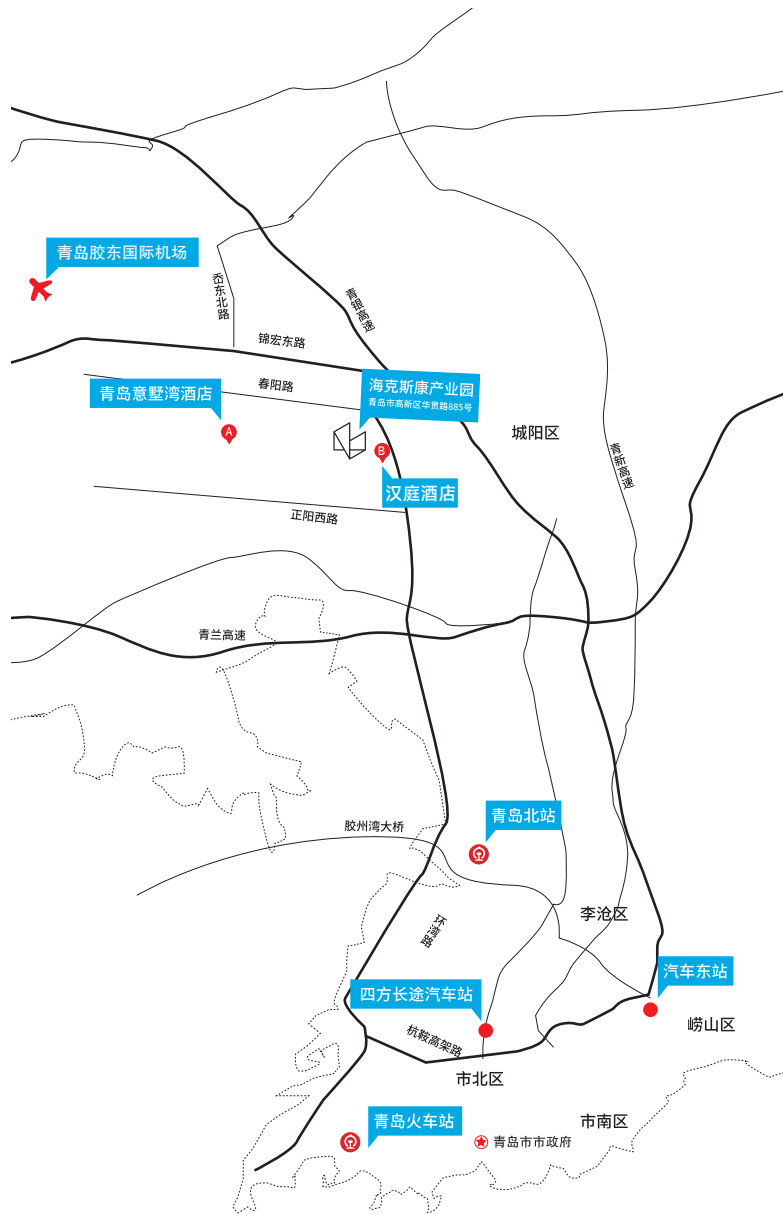 青岛胶东国际机场
岙东北路
青银高速
锦宏东路
春阳路
海克斯康产业园
青岛市高新区华贯路885号
青岛意墅湾酒店
A
B
城阳区
青新高速
汉庭酒店
正阳西路
青兰高速
青岛北站
胶州湾大桥
李沧区
环湾路
汽车东站
四方长途汽车站
崂山区
杭鞍高架路
市北区
青岛火车站
市南区
青岛市市政府